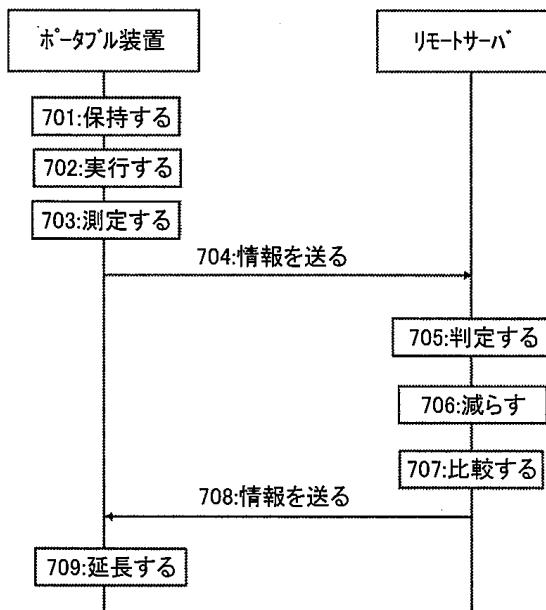 ポータブル装置
リモートサーバ
701:保持する
702:実行する
703:測定する
704:情報を送る
705:判定する
706:減らす
707:比較する
708:情報を送る
709:延長する